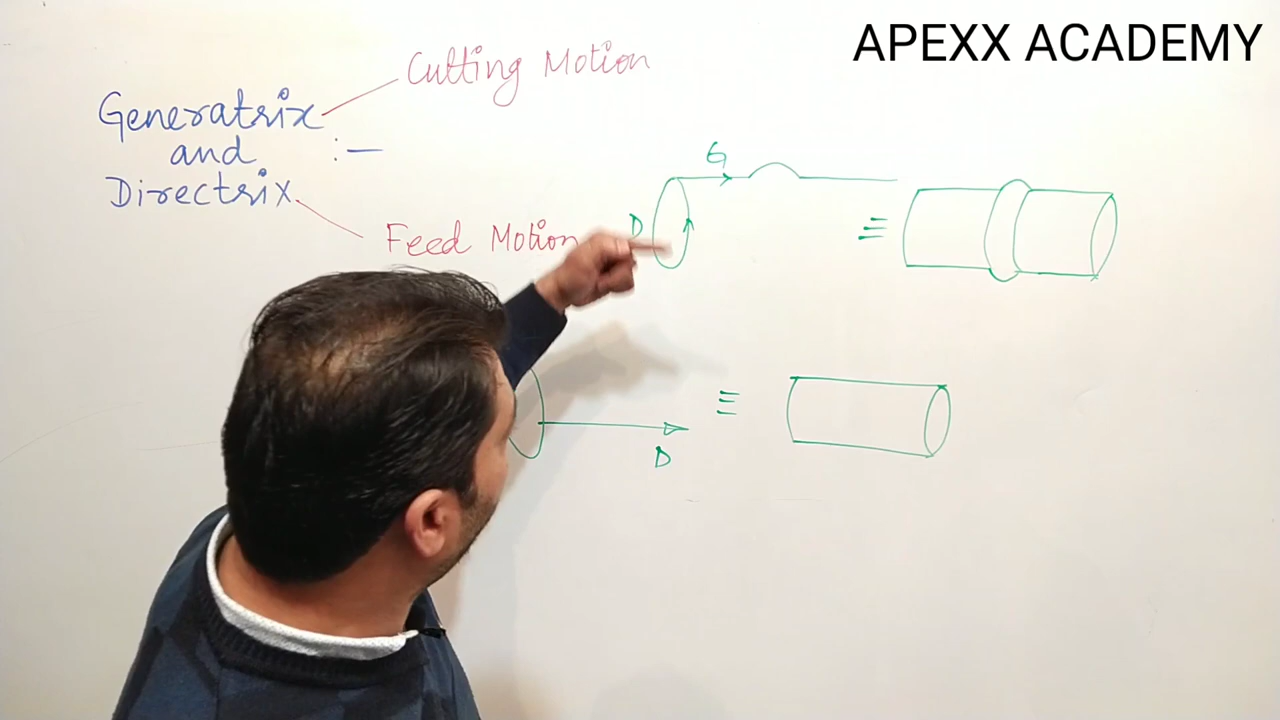 APEXX ACADEMY
Cutting Motion
Generatrix
and :-
Directrix
Feed Motion
G
D
≡
≡
D